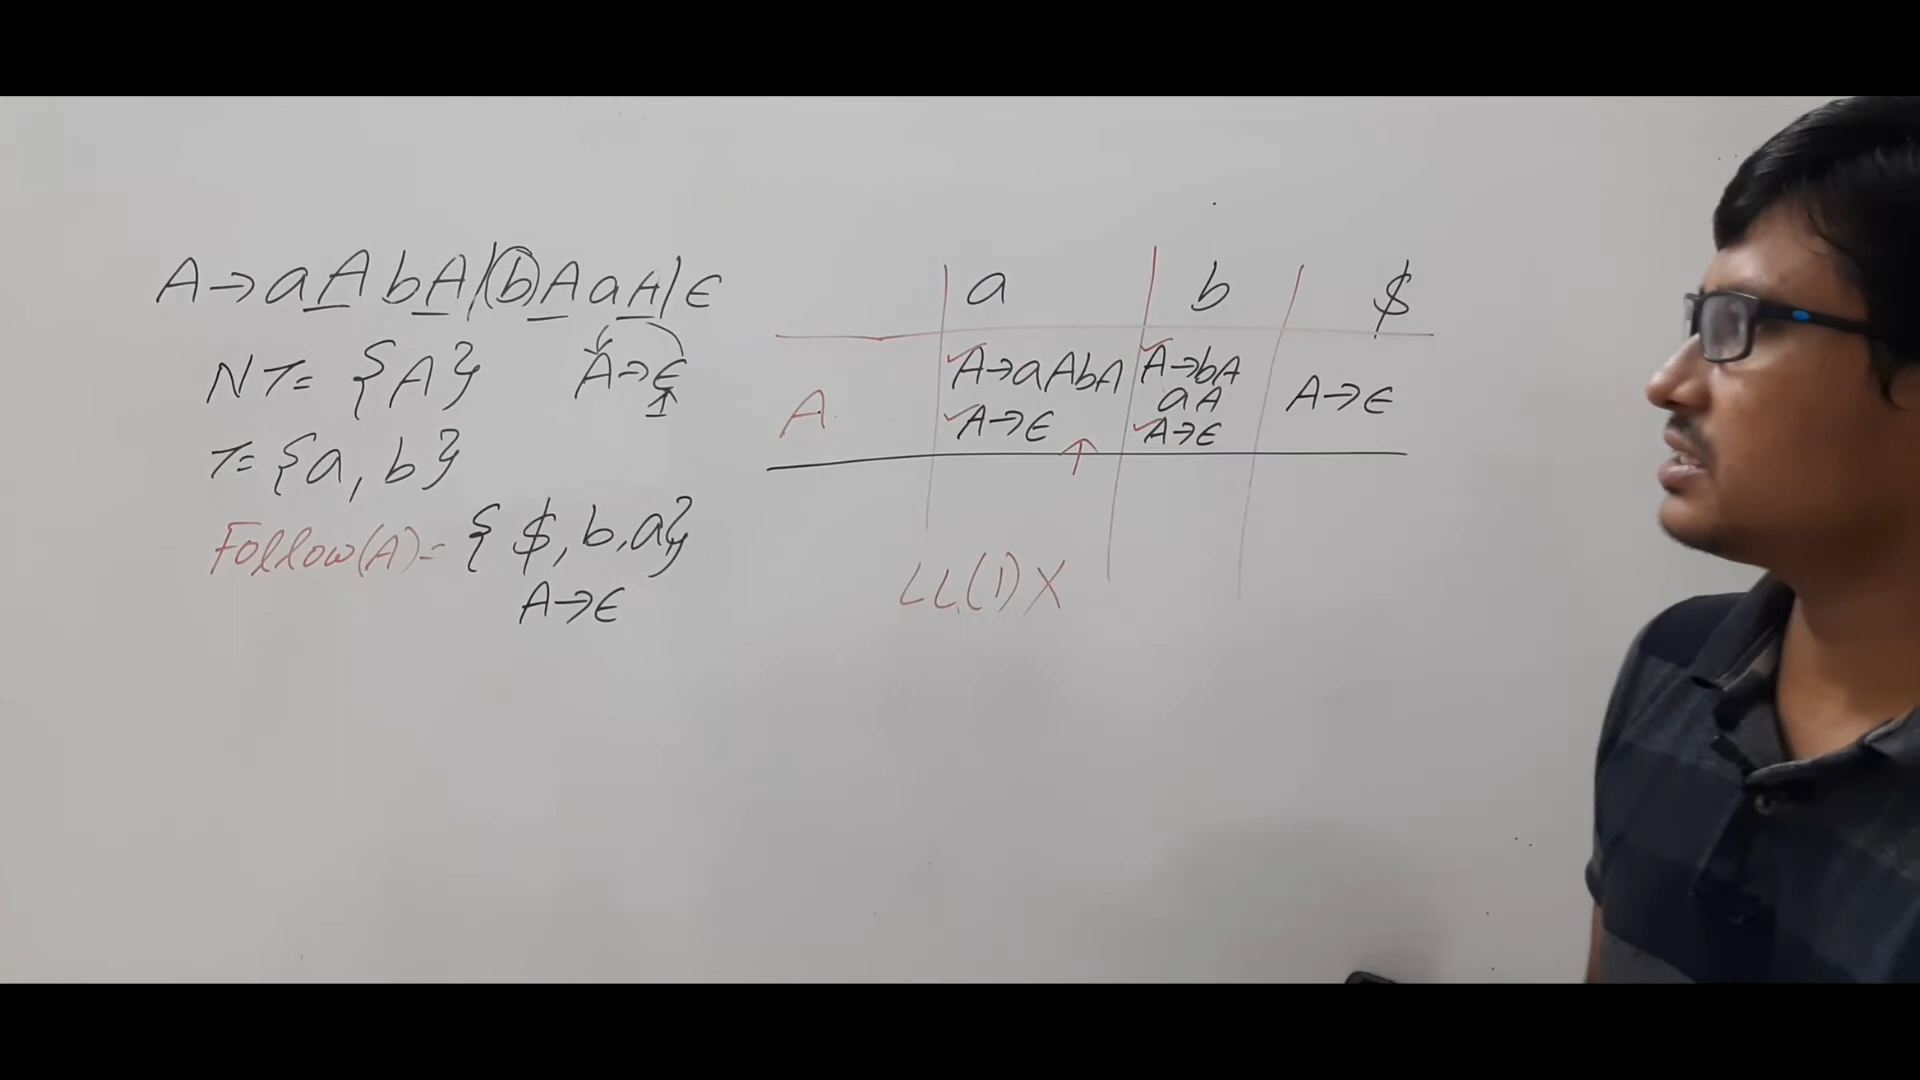 A→aAbA/bAaA/ϵ
NT= {A} A→ϵ
T={a, b}
Follow(A)= {$, b, a}
A→ϵ
a b $
A A→aAbA A→bA A→ϵ
aA
A→ϵ A→ϵ
LL(1) X